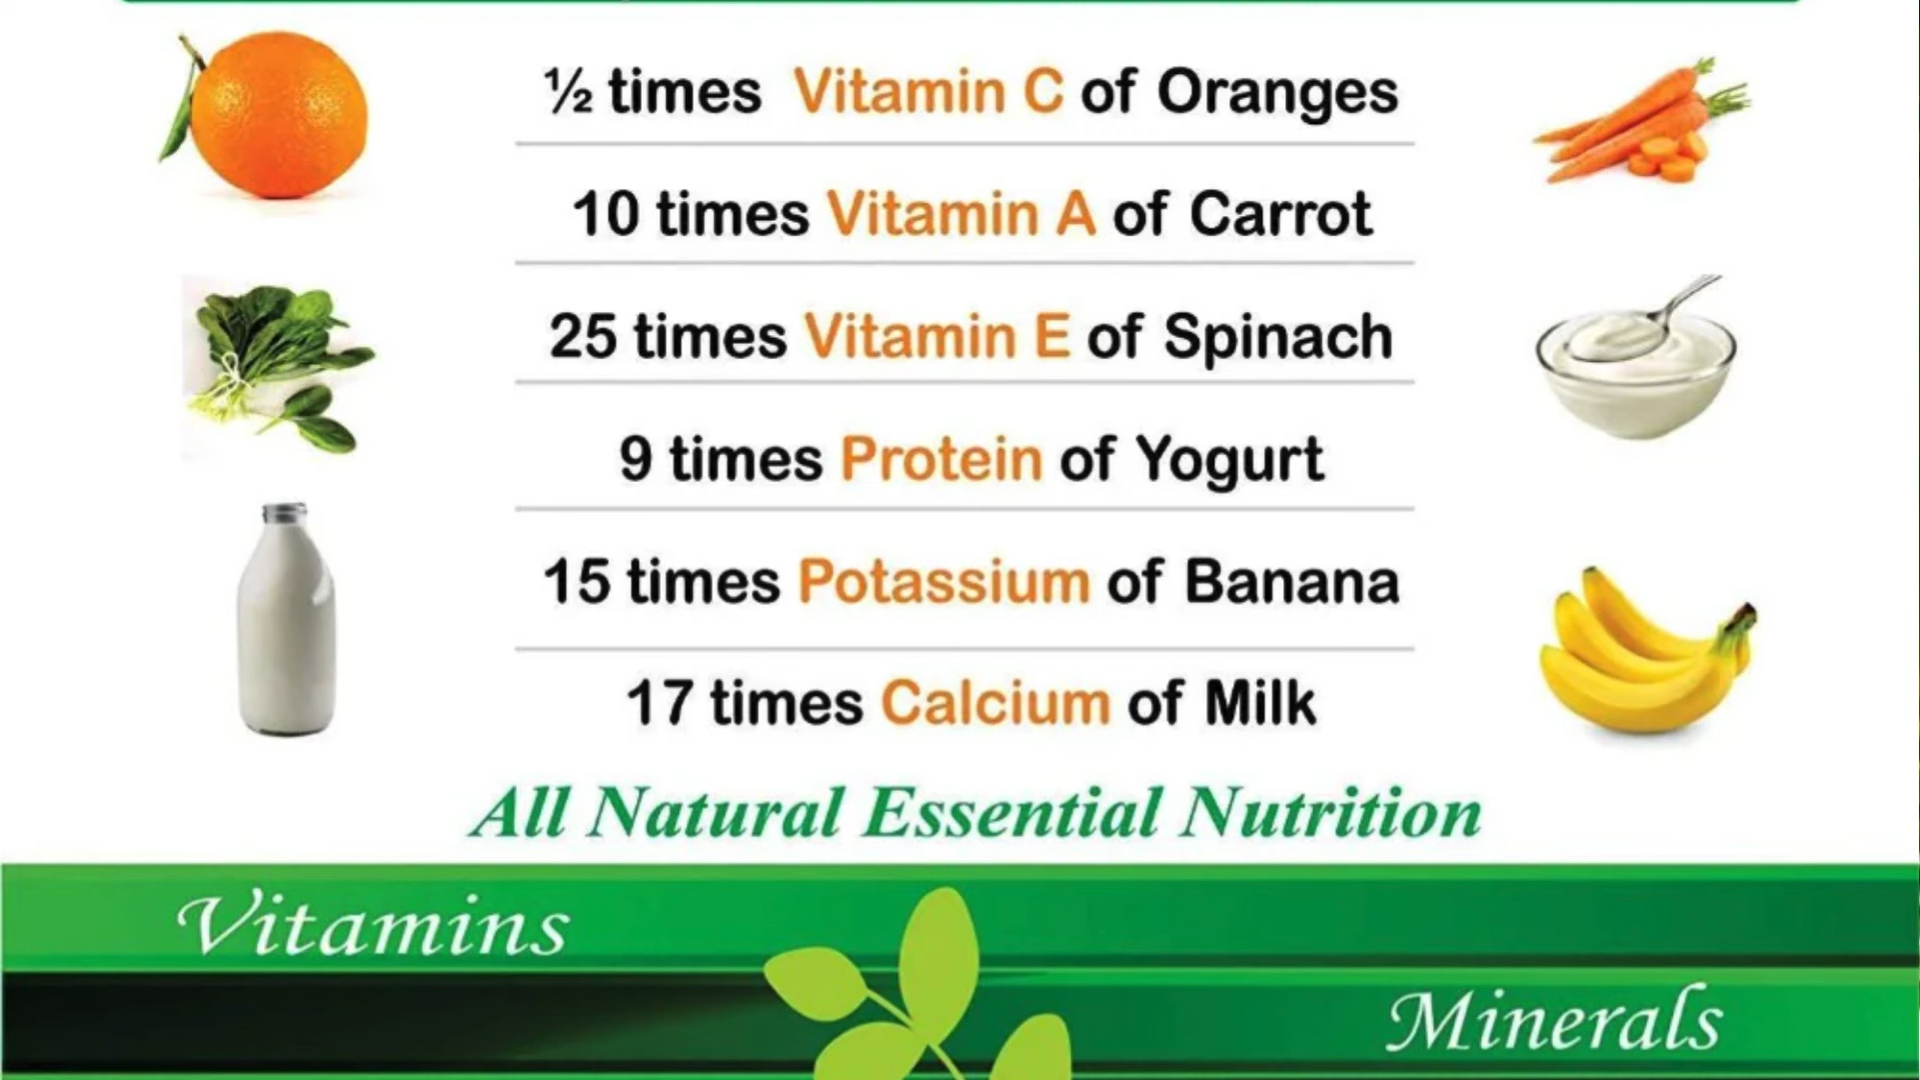 ½ times Vitamin C of Oranges
10 times Vitamin A of Carrot
25 times Vitamin E of Spinach
9 times Protein of Yogurt
15 times Potassium of Banana
17 times Calcium of Milk
All Natural Essential Nutrition
Vitamins
Minerals